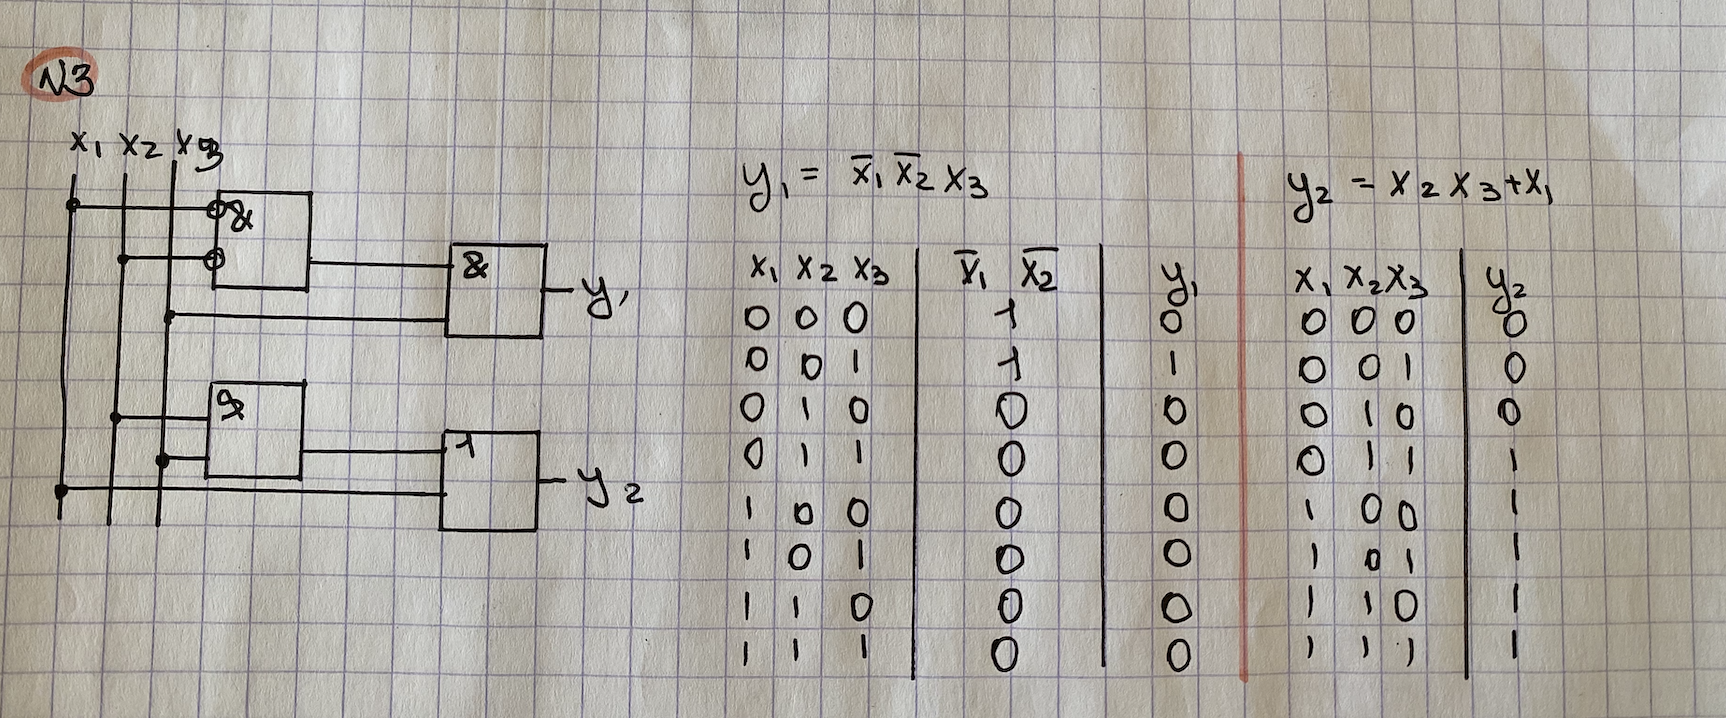 N3
x₁ x₂ x₃
&
& y₁
&
1 y₂
y₁ = x̅₁ x̅₂ x₃
x₁ x₂ x₃ x̅₁ x̅₂ y₁
0 0 0 1 0
0 0 1 1 1
0 1 0 0 0
0 1 1 0 0
1 0 0 0 0
1 0 1 0 0
1 1 0 0 0
1 1 1 0 0
y₂ = x₂ x₃ + x₁
x₁ x₂ x₃ y₂
0 0 0 0
0 0 1 0
0 1 0 0
0 1 1 1
1 0 0 1
1 0 1 1
1 1 0 1
1 1 1 1